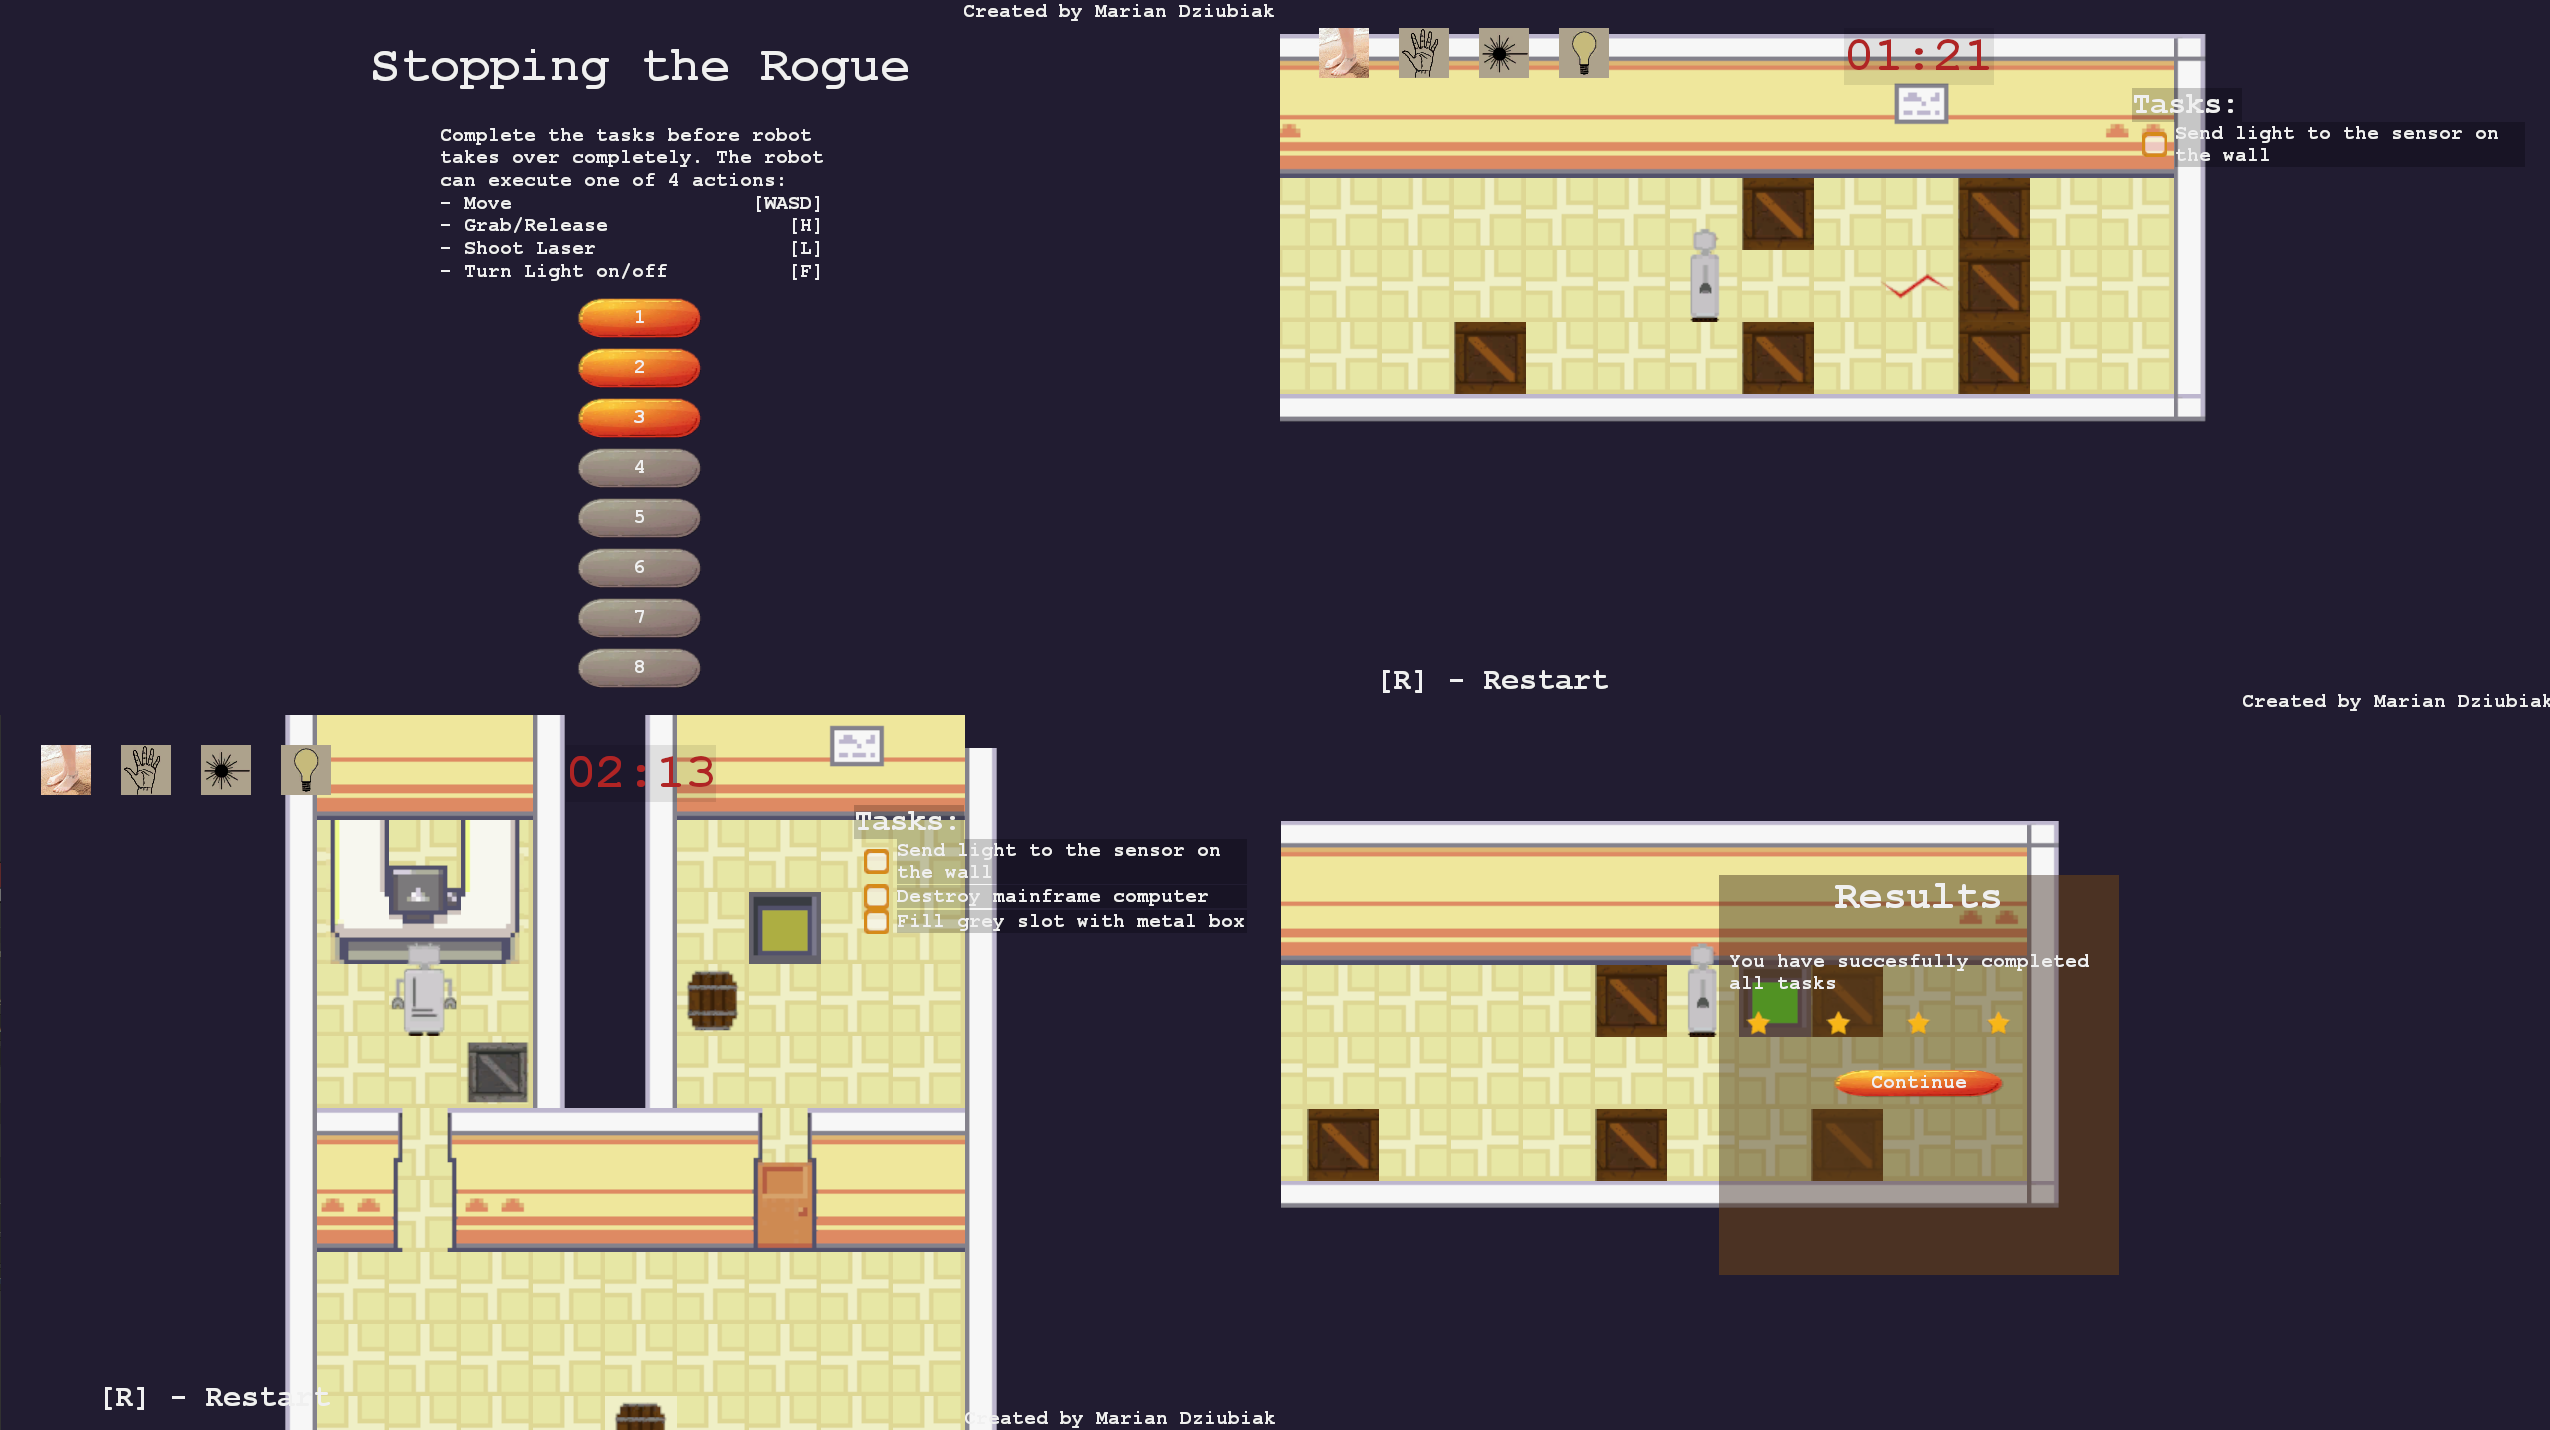 Created by Marian Dziubiak
Stopping the Rogue
Complete the tasks before robot
takes over completely. The robot
can execute one of 4 actions:
- Move [WASD]
- Grab/Release [H]
- Shoot Laser [L]
- Turn Light on/off [F]
1
2
3
4
5
6
7
8
01:21
Tasks:
Send light to the sensor on
the wall
[R] - Restart
Created by Marian Dziubiak
02:13
Tasks:
Send light to the sensor on
the wall
Destroy mainframe computer
Fill grey slot with metal box
[R] - Restart
Created by Marian Dziubiak
Results
You have succesfully completed
all tasks
Continue